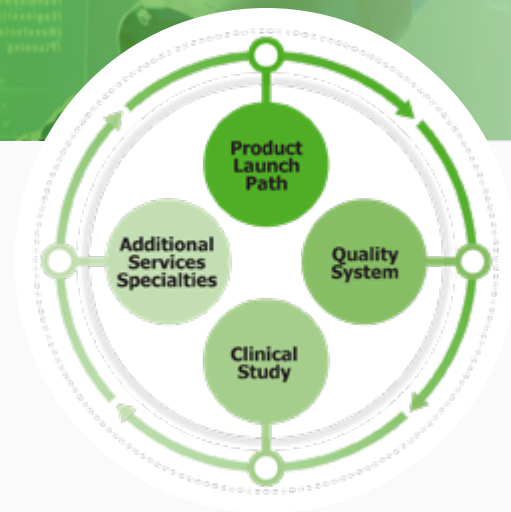 Product
Launch
Path
Additional
Services
Specialties
Quality
System
Clinical
Study